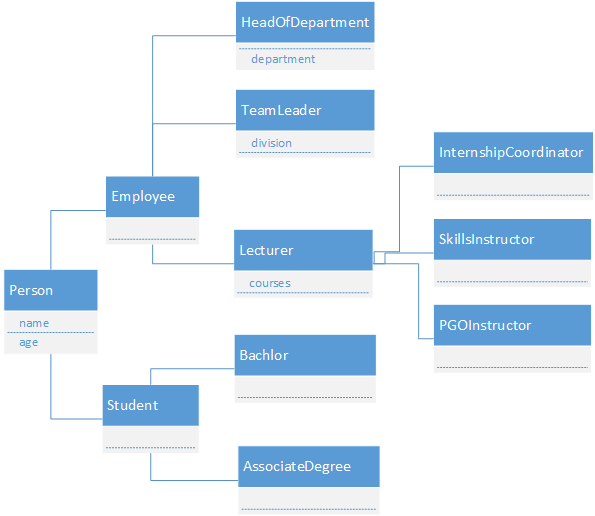 HeadOfDepartment
department
TeamLeader
division
InternshipCoordinator
Employee
SkillsInstructor
Lecturer
courses
Person
name
age
PGOInstructor
Bachlor
Student
AssociateDegree